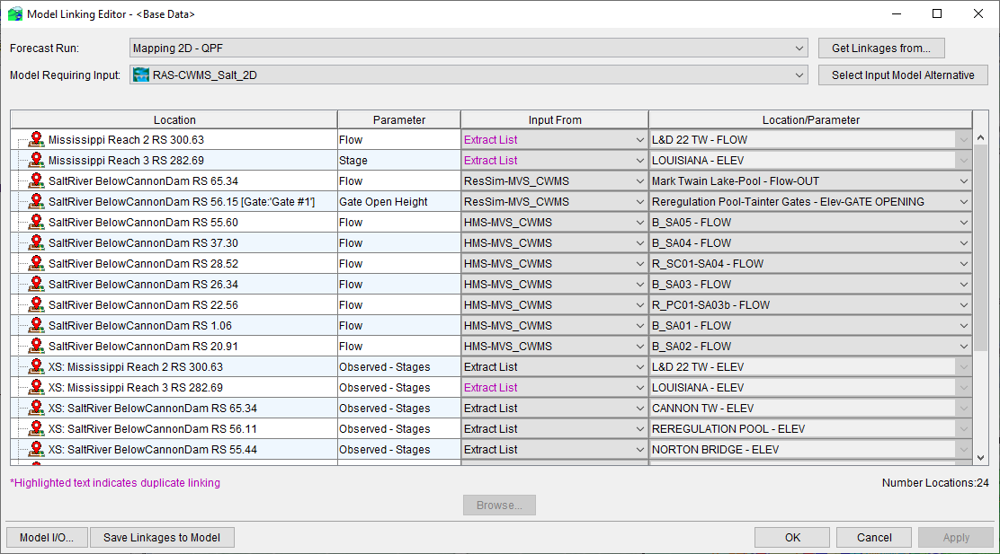 Model Linking Editor - <Base Data>
Forecast Run: Mapping 2D - QPF Get Linkages from...
Model Requiring Input: RAS-CWMS_Salt_2D Select Input Model Alternative
Location Parameter Input From Location/Parameter
Mississippi Reach 2 RS 300.63 Flow Extract List L&D 22 TW - FLOW
Mississippi Reach 3 RS 282.69 Stage Extract List LOUISIANA - ELEV
SaltRiver BelowCannonDam RS 65.34 Flow ResSim-MVS_CWMS Mark Twain Lake-Pool - Flow-OUT
SaltRiver BelowCannonDam RS 56.15 [Gate:'Gate #1'] Gate Open Height ResSim-MVS_CWMS Reregulation Pool-Tainter Gates - Elev-GATE OPENING
SaltRiver BelowCannonDam RS 55.60 Flow HMS-MVS_CWMS B_SA05 - FLOW
SaltRiver BelowCannonDam RS 37.30 Flow HMS-MVS_CWMS B_SA04 - FLOW
SaltRiver BelowCannonDam RS 28.52 Flow HMS-MVS_CWMS R_SC01-SA04 - FLOW
SaltRiver BelowCannonDam RS 26.34 Flow HMS-MVS_CWMS B_SA03 - FLOW
SaltRiver BelowCannonDam RS 22.56 Flow HMS-MVS_CWMS R_PC01-SA03b - FLOW
SaltRiver BelowCannonDam RS 1.06 Flow HMS-MVS_CWMS B_SA01 - FLOW
SaltRiver BelowCannonDam RS 20.91 Flow HMS-MVS_CWMS B_SA02 - FLOW
XS: Mississippi Reach 2 RS 300.63 Observed - Stages Extract List L&D 22 TW - ELEV
XS: Mississippi Reach 3 RS 282.69 Observed - Stages Extract List LOUISIANA - ELEV
XS: SaltRiver BelowCannonDam RS 65.34 Observed - Stages Extract List CANNON TW - ELEV
XS: SaltRiver BelowCannonDam RS 56.11 Observed - Stages Extract List REREGULATION POOL - ELEV
XS: SaltRiver BelowCannonDam RS 55.44 Observed - Stages Extract List NORTON BRIDGE - ELEV
*Highlighted text indicates duplicate linking Number Locations:24
Browse...
Model I/O... Save Linkages to Model OK Cancel Apply